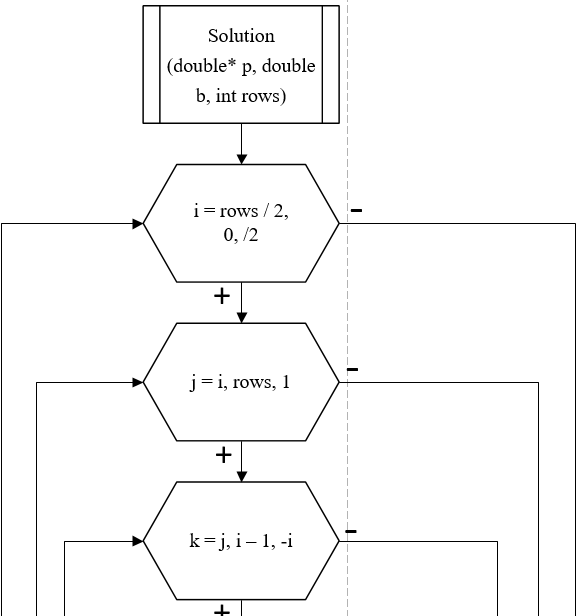 Solution
(double* p, double
b, int rows)
i = rows / 2,
0, /2
-
+
j = i, rows, 1
-
+
k = j, i – 1, -i
-
+